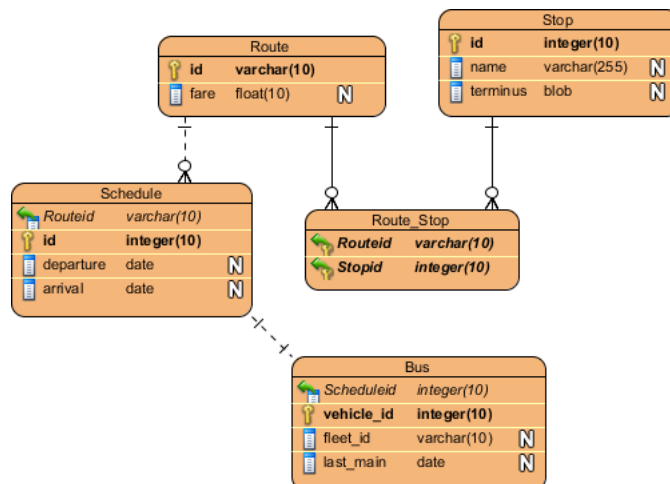 Route
id varchar(10)
fare float(10) N
Stop
id integer(10)
name varchar(255) N
terminus blob N
Schedule
Routeid varchar(10)
id integer(10)
departure date N
arrival date N
Route_Stop
Routeid varchar(10)
Stopid integer(10)
Bus
Scheduleid integer(10)
vehicle_id integer(10)
fleet_id varchar(10) N
last_main date N